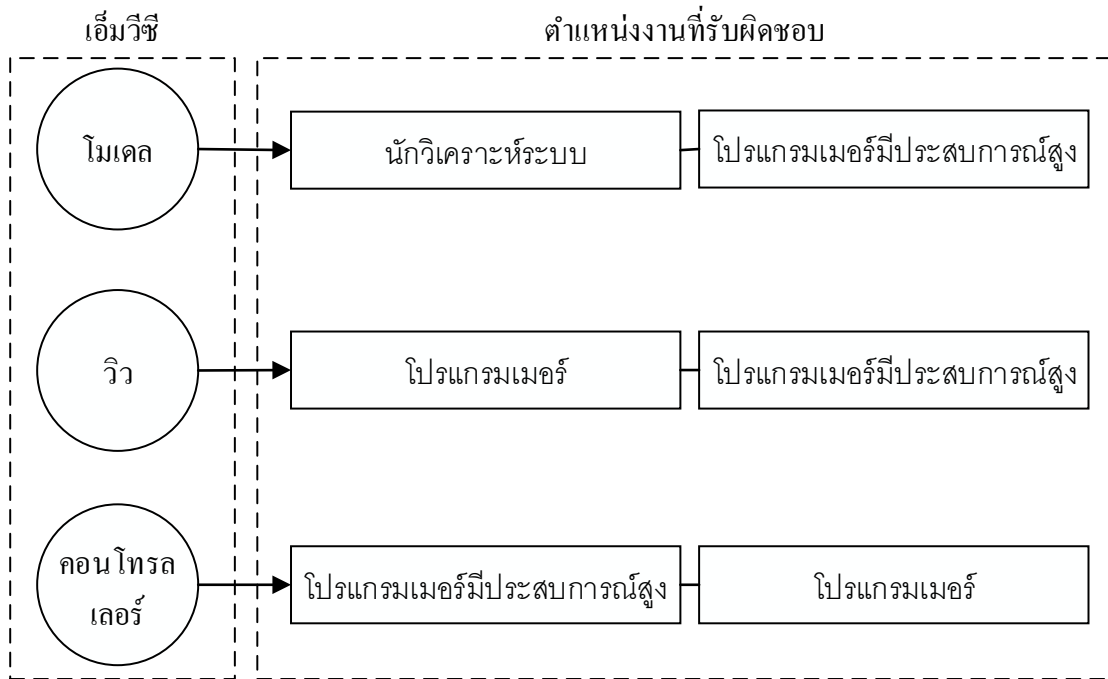 เอ็มวีซี
ตำแหน่งงานที่รับผิดชอบ
โมเดล
นักวิเคราะห์ระบบ
โปรแกรมเมอร์มีประสบการณ์สูง
วิว
โปรแกรมเมอร์
โปรแกรมเมอร์มีประสบการณ์สูง
คอนโทรล
เลอร์
โปรแกรมเมอร์มีประสบการณ์สูง
โปรแกรมเมอร์